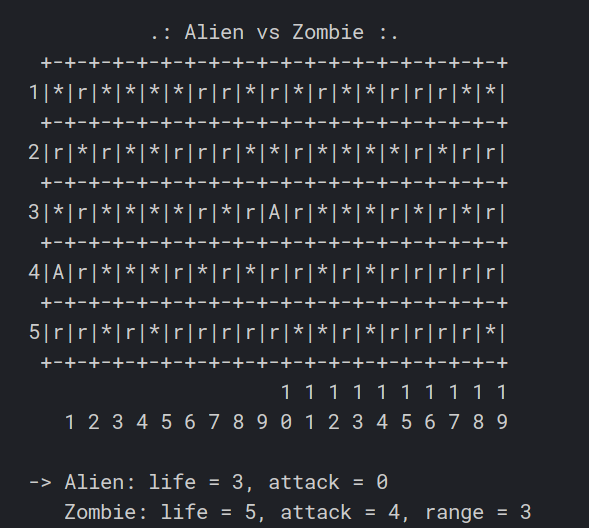 .: Alien vs Zombie :.
+-+-+-+-+-+-+-+-+-+-+-+-+-+-+-+-+-+-+-+
1|*|r|*|*|*|*|r|r|*|r|*|r|*|*|r|r|r|*|*|
+-+-+-+-+-+-+-+-+-+-+-+-+-+-+-+-+-+-+-+
2|r|*|r|*|*|r|r|r|*|*|r|*|*|*|*|r|*|r|r|
+-+-+-+-+-+-+-+-+-+-+-+-+-+-+-+-+-+-+-+
3|*|r|*|*|*|*|r|*|r|A|r|*|*|*|r|*|r|*|r|
+-+-+-+-+-+-+-+-+-+-+-+-+-+-+-+-+-+-+-+
4|A|r|*|*|*|r|*|r|*|r|r|*|r|*|r|r|r|r|r|
+-+-+-+-+-+-+-+-+-+-+-+-+-+-+-+-+-+-+-+
5|r|r|*|r|*|r|r|r|r|r|*|*|r|*|r|r|r|r|*|
+-+-+-+-+-+-+-+-+-+-+-+-+-+-+-+-+-+-+-+
1 1 1 1 1 1 1 1 1 1
1 2 3 4 5 6 7 8 9 0 1 2 3 4 5 6 7 8 9
-> Alien: life = 3, attack = 0
Zombie: life = 5, attack = 4, range = 3